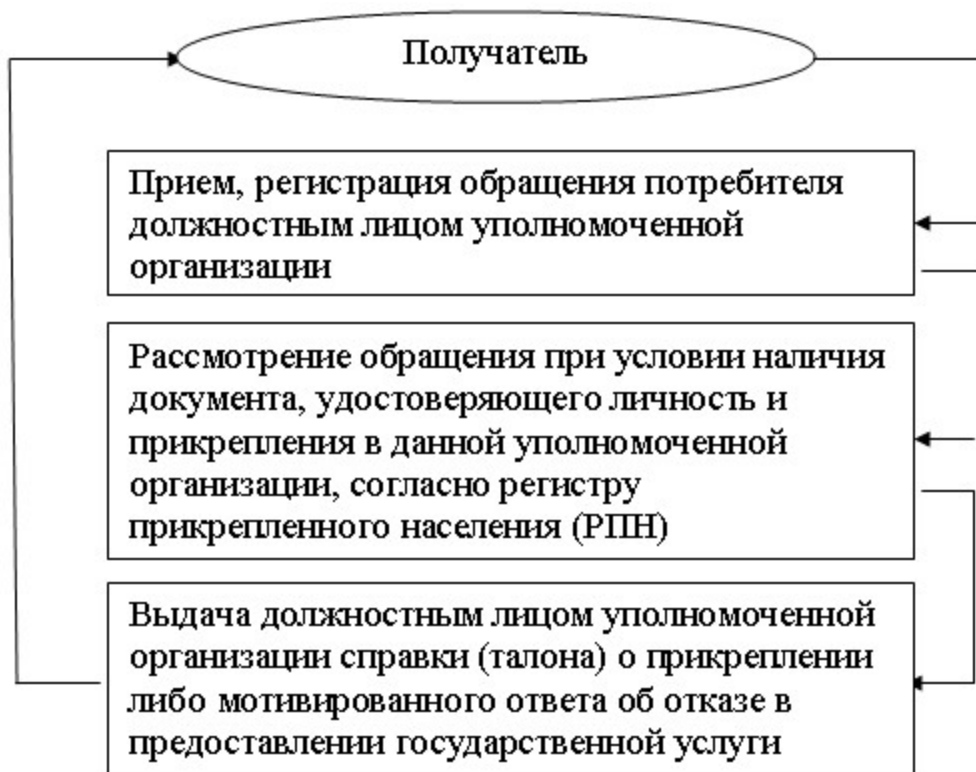 Получатель
Прием, регистрация обращения потребителя
должностным лицом уполномоченной
организации
Рассмотрение обращения при условии наличия
документа, удостоверяющего личность и
прикрепления в данной уполномоченной
организации, согласно регистру
прикрепленного населения (РПН)
Выдача должностным лицом уполномоченной
организации справки (талона) о прикреплении
либо мотивированного ответа об отказе в
предоставлении государственной услуги